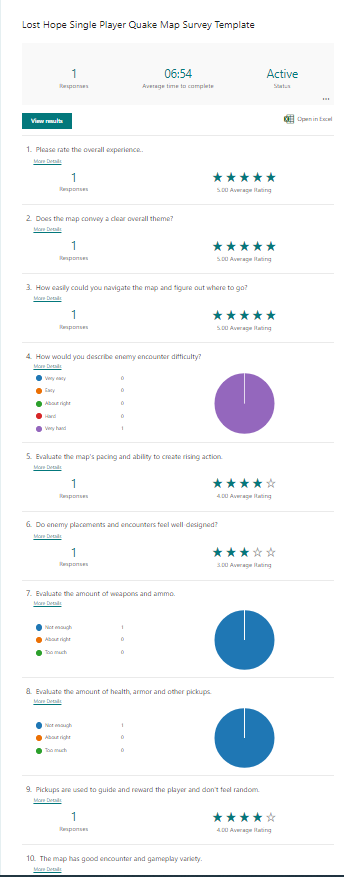 Lost Hope Single Player Quake Map Survey Template
1
Responses
06:54
Average time to complete
Active
Status
...
View results
Open in Excel
1. Please rate the overall experience..
More Details
1
Responses
5.00 Average Rating
2. Does the map convey a clear overall theme?
More Details
1
Responses
5.00 Average Rating
3. How easily could you navigate the map and figure out where to go?
More Details
1
Responses
5.00 Average Rating
4. How would you describe enemy encounter difficulty?
More Details
Very easy 0
Easy 0
About right 0
Hard 0
Very hard 1
5. Evaluate the map's pacing and ability to create rising action.
More Details
1
Responses
4.00 Average Rating
6. Do enemy placements and encounters feel well designed?
More Details
1
Responses
3.00 Average Rating
7. Evaluate the amount of weapons and ammo.
More Details
Not enough 1
About right 0
Too much 0
8. Evaluate the amount of health, armor and other pickups.
More Details
Not enough 1
About right 0
Too much 0
9. Pickups are used to guide and reward the player and don't feel random.
More Details
1
Responses
4.00 Average Rating
10. The map has good encounter and gameplay variety.
More Details